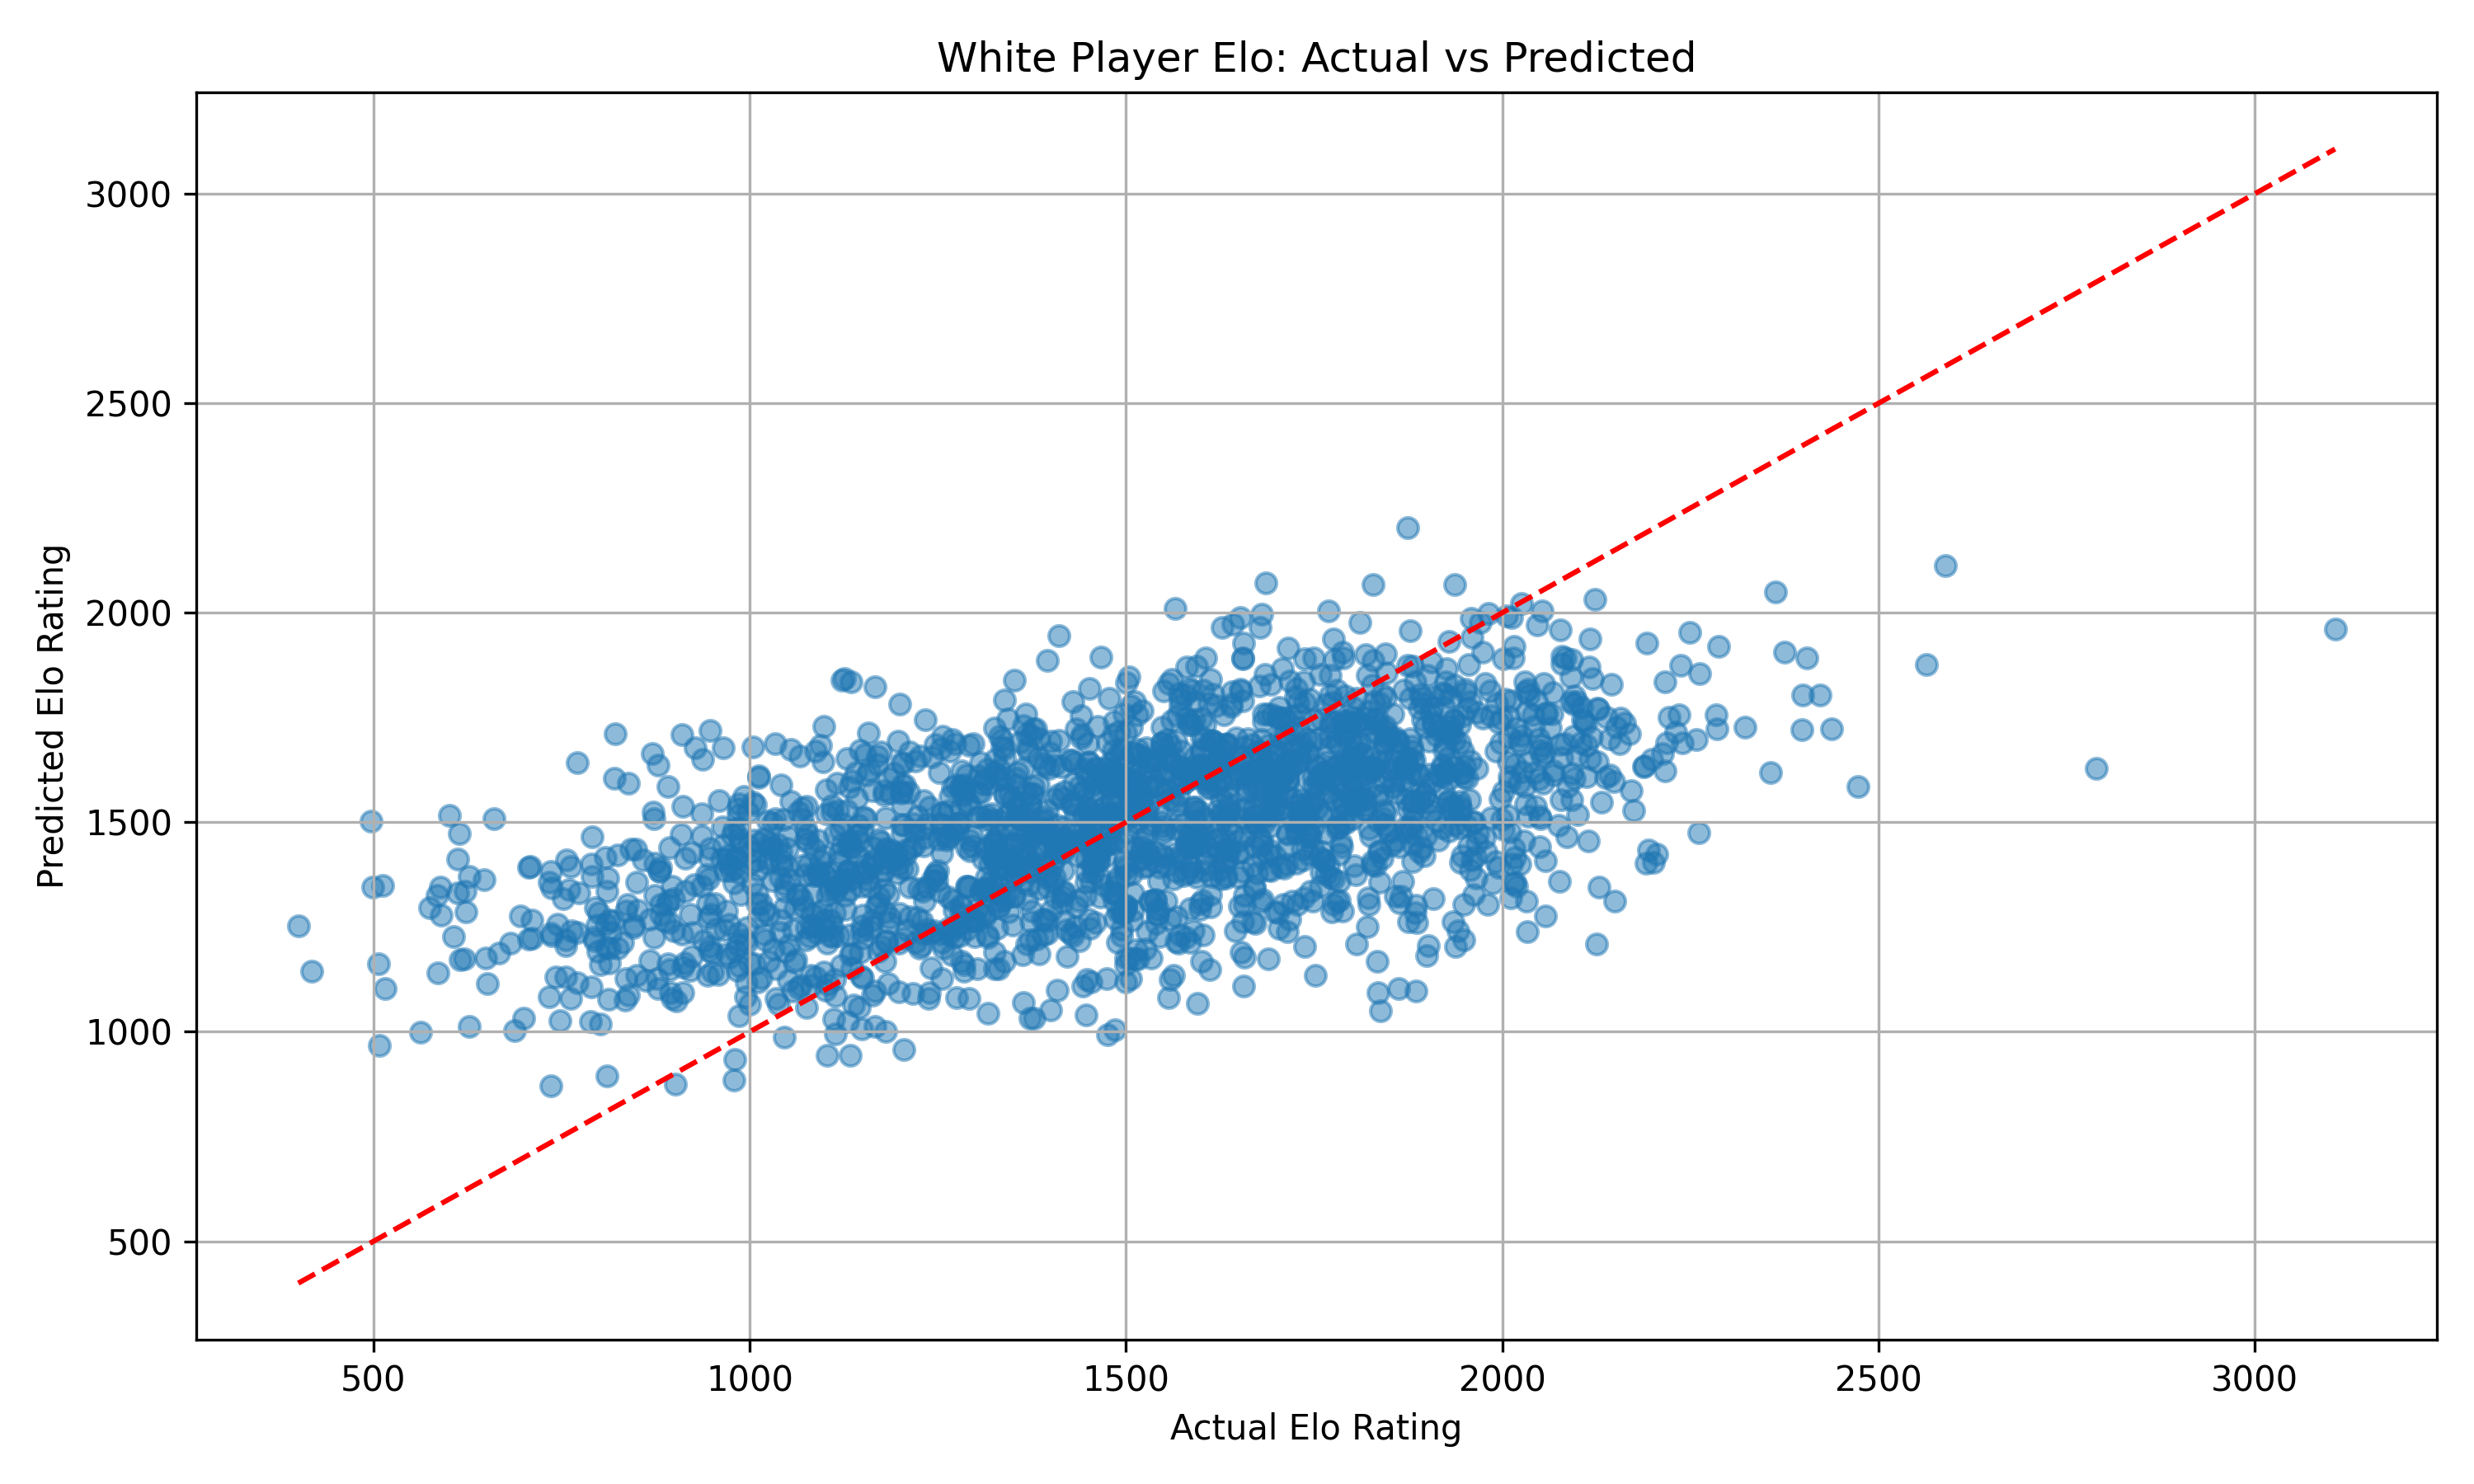 White Player Elo: Actual vs Predicted
Predicted Elo Rating
3000
2500
2000
1500
1000
500
500 1000 1500 2000 2500 3000
Actual Elo Rating